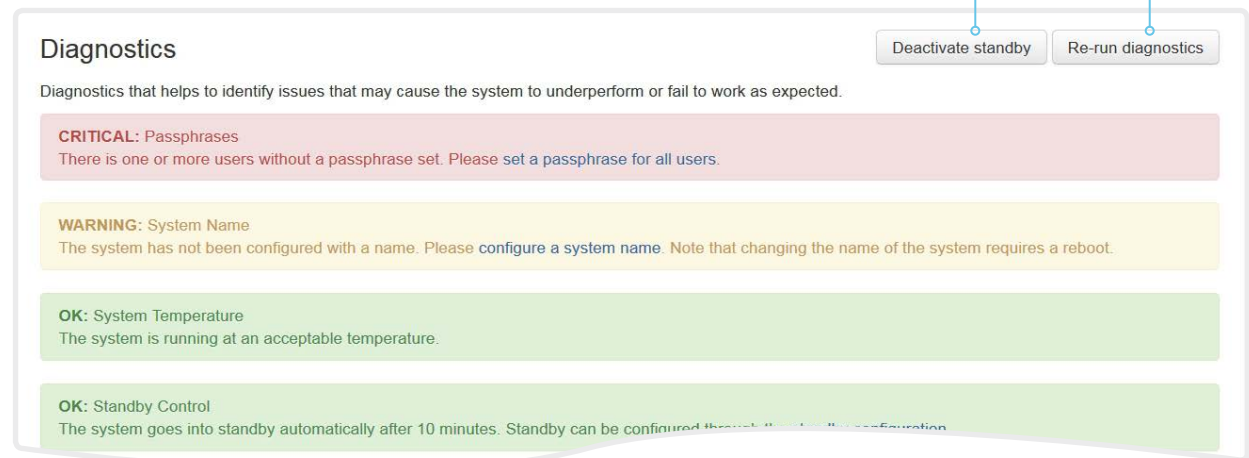 Diagnostics
Deactivate standby
Re-run diagnostics
Diagnostics that helps to identify issues that may cause the system to underperform or fail to work as expected.
CRITICAL: Passphrases
There is one or more users without a passphrase set. Please set a passphrase for all users.
WARNING: System Name
The system has not been configured with a name. Please configure a system name. Note that changing the name of the system requires a reboot.
OK: System Temperature
The system is running at an acceptable temperature.
OK: Standby Control
The system goes into standby automatically after 10 minutes. Standby can be configured through the standby configuration